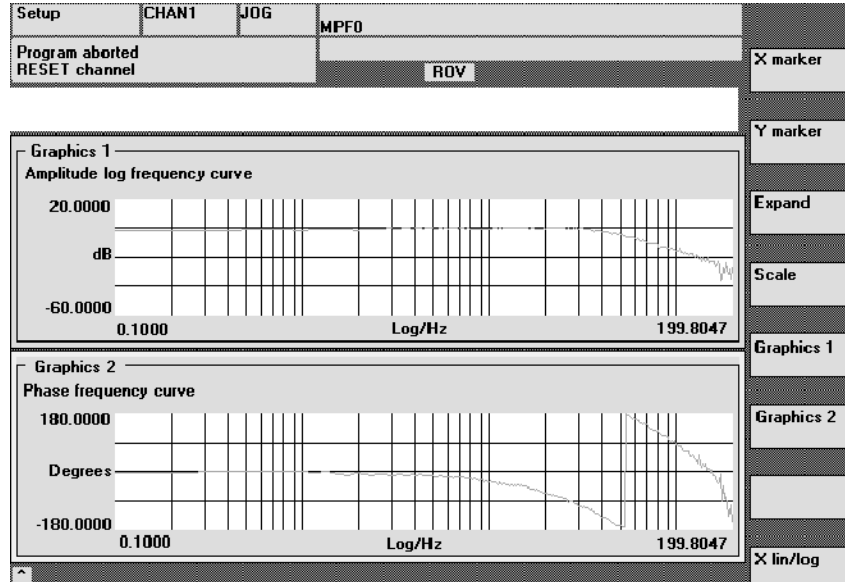 Setup
CHAN1
JOG
MPF0
Program aborted
RESET channel
ROV
X marker
Y marker
Expand
Scale
Graphics 1
Graphics 2
X lin/log
Graphics 1
Amplitude log frequency curve
20.0000
dB
-60.0000
0.1000
Log/Hz
199.8047
Graphics 2
Phase frequency curve
180.0000
Degrees
-180.0000
0.1000
Log/Hz
199.8047
^